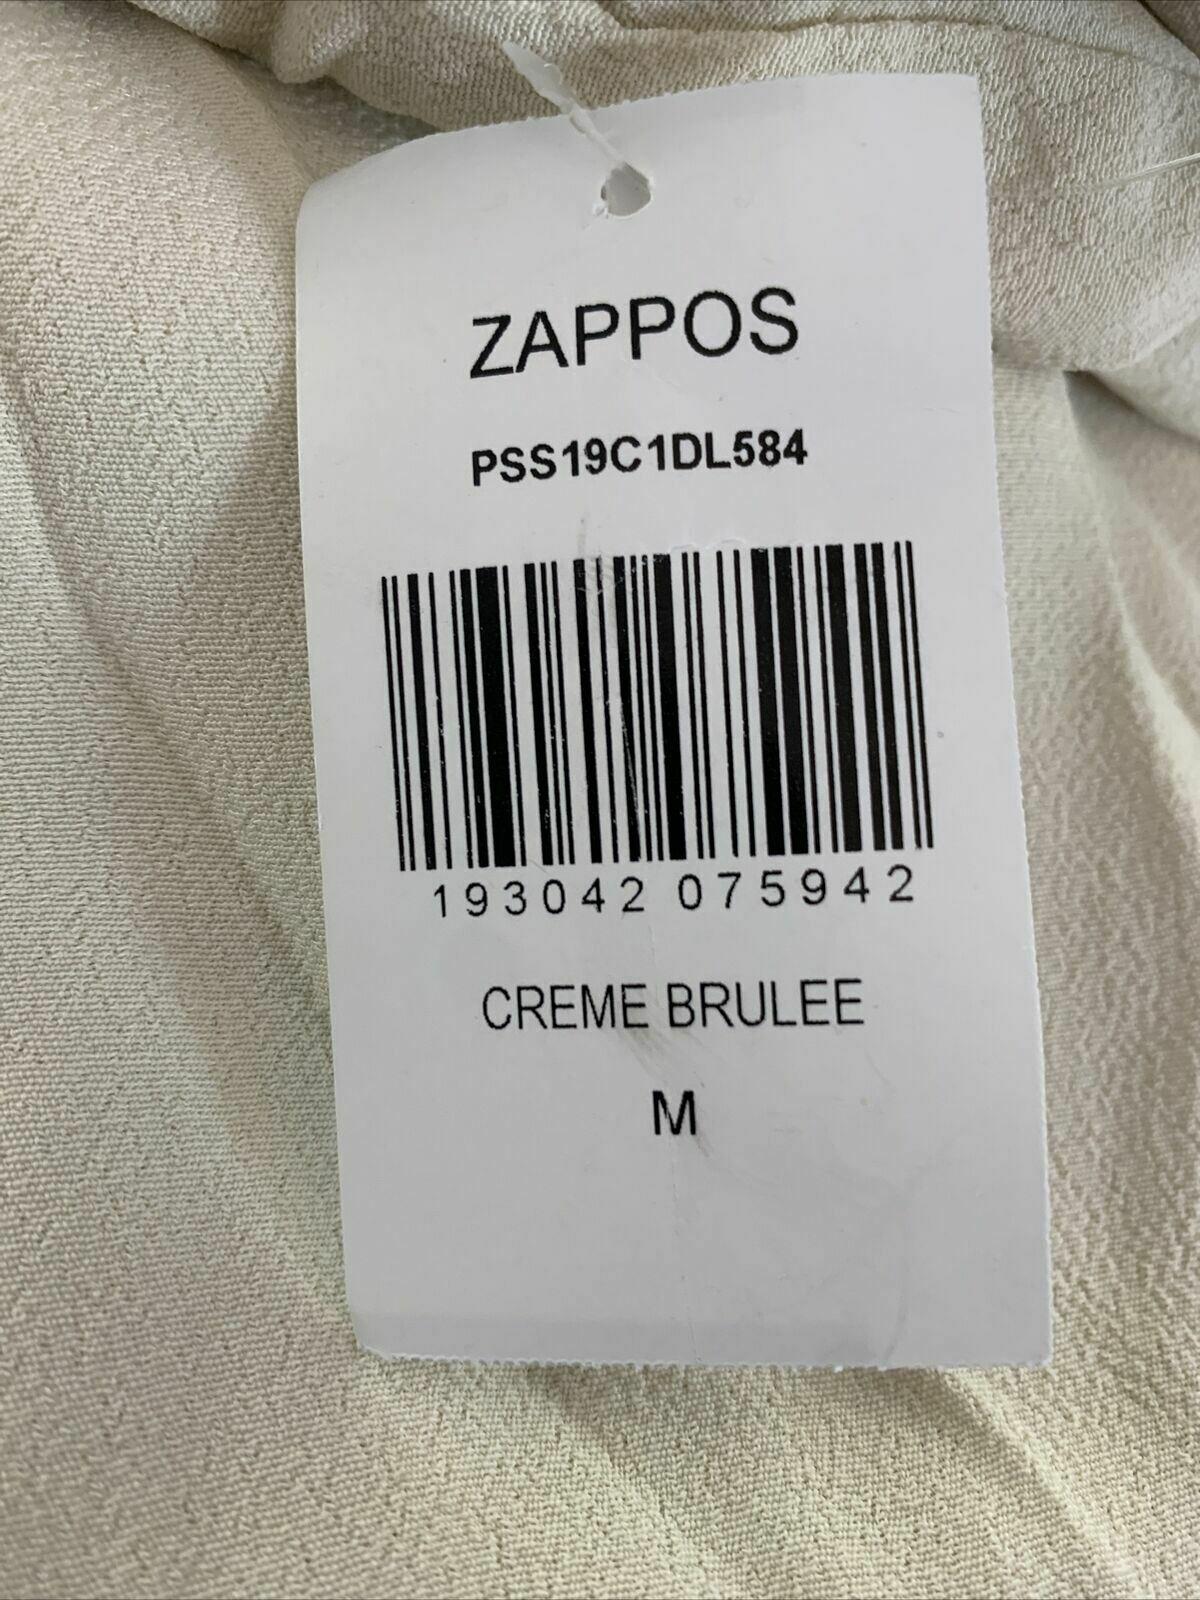 ZAPPOS
PSS19C1DL584
193042 075942
CREME BRULEE
M